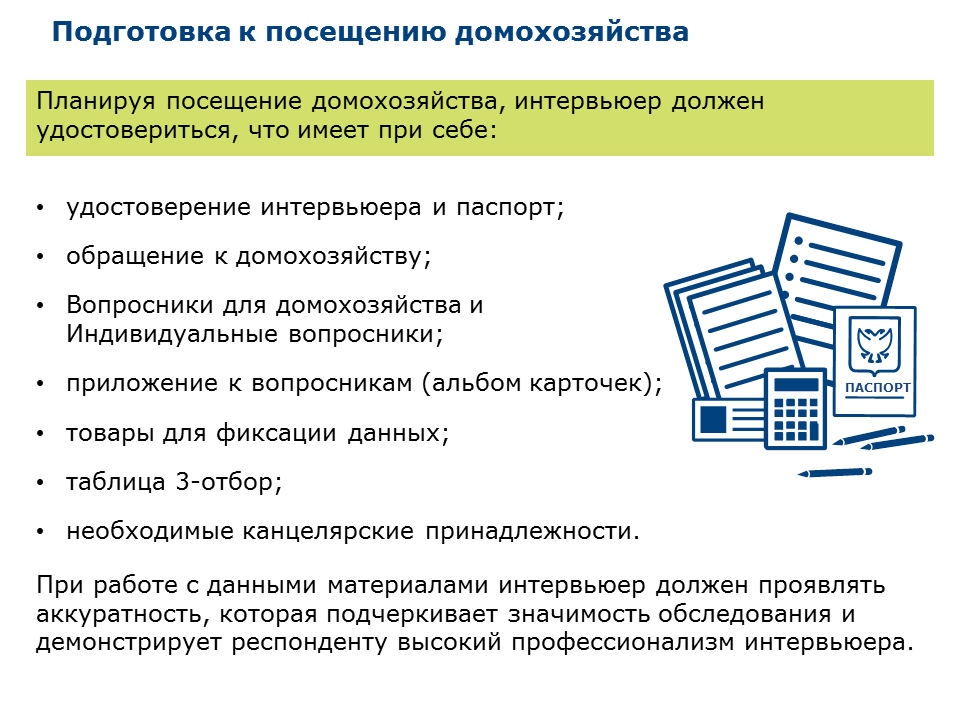 Подготовка к посещению домохозяйства
Планируя посещение домохозяйства, интервьюер должен
удостовериться, что имеет при себе:
• удостоверение интервьюера и паспорт;
• обращение к домохозяйству;
• Вопросники для домохозяйства и
Индивидуальные вопросники;
• приложение к вопросникам (альбом карточек);
• товары для фиксации данных;
• таблица 3-отбор;
• необходимые канцелярские принадлежности.
ПАСПОРТ
При работе с данными материалами интервьюер должен проявлять
аккуратность, которая подчеркивает значимость обследования и
демонстрирует респонденту высокий профессионализм интервьюера.